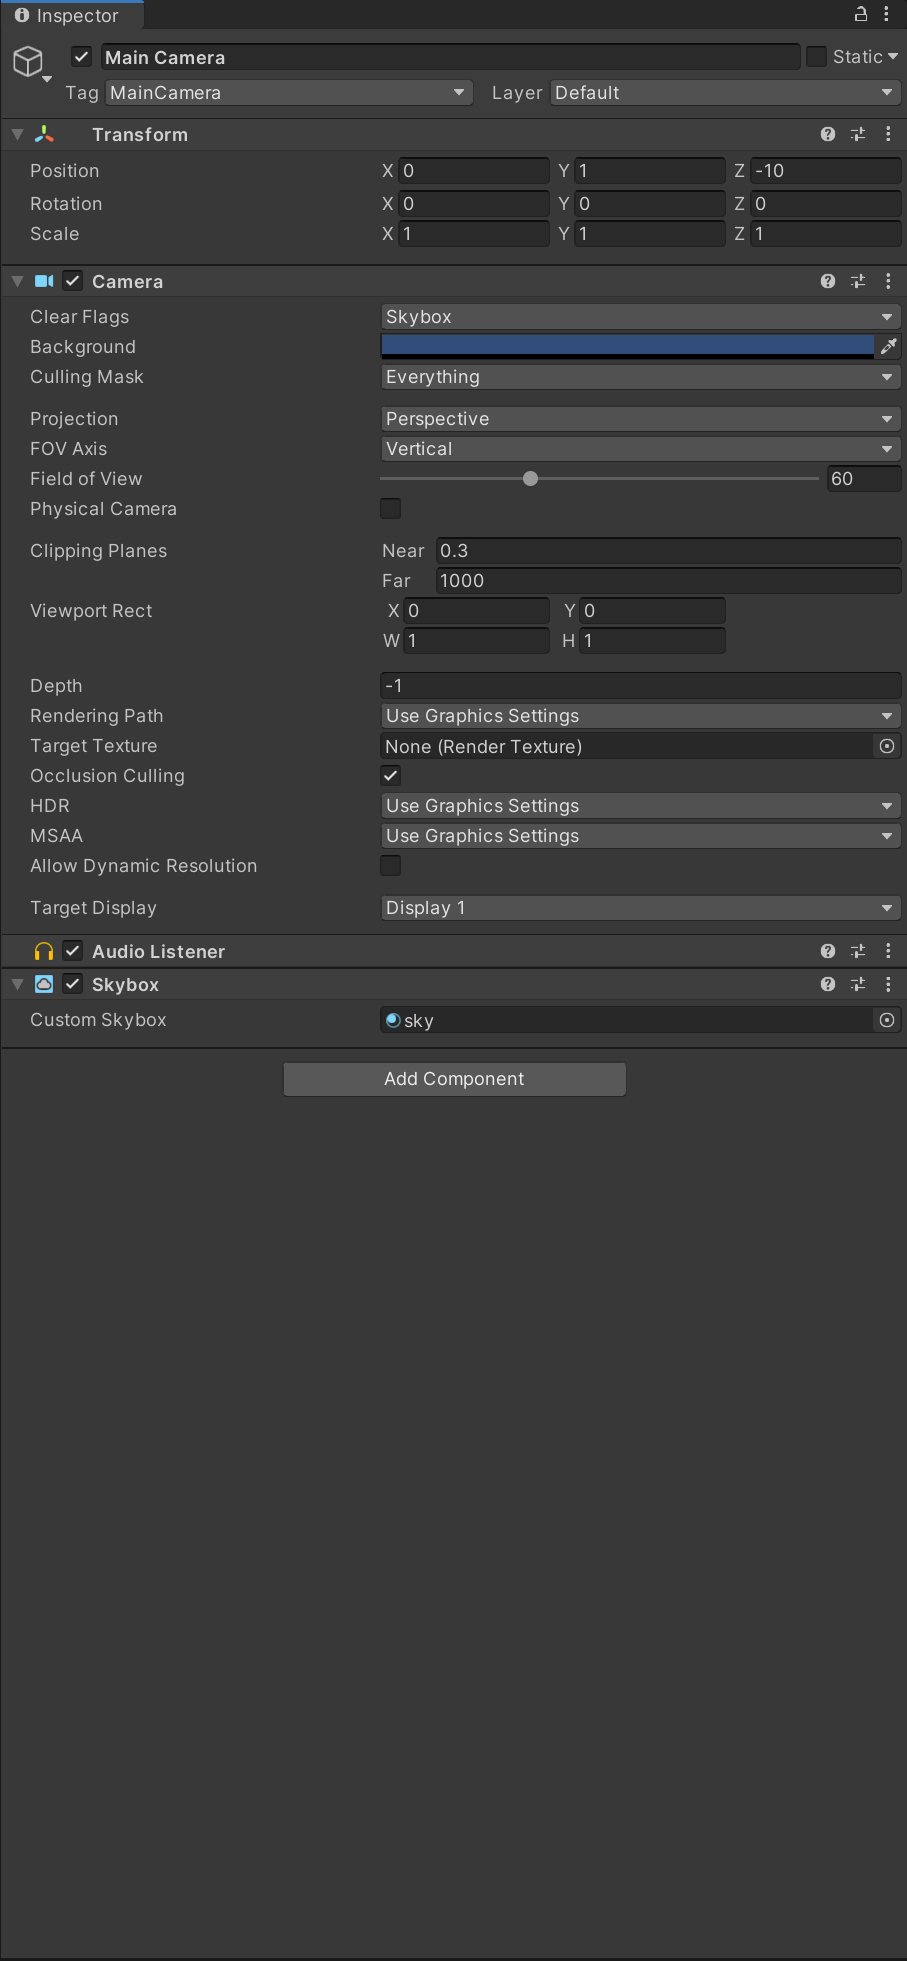 Inspector
Main Camera Static
Tag MainCamera Layer Default
Transform
Position X 0 Y 1 Z -10
Rotation X 0 Y 0 Z 0
Scale X 1 Y 1 Z 1
Camera
Clear Flags Skybox
Background
Culling Mask Everything
Projection Perspective
FOV Axis Vertical
Field of View 60
Physical Camera
Clipping Planes Near 0.3
Far 1000
Viewport Rect X 0 Y 0
W 1 H 1
Depth -1
Rendering Path Use Graphics Settings
Target Texture None (Render Texture)
Occlusion Culling
HDR Use Graphics Settings
MSAA Use Graphics Settings
Allow Dynamic Resolution
Target Display Display 1
Audio Listener
Skybox
Custom Skybox sky
Add Component